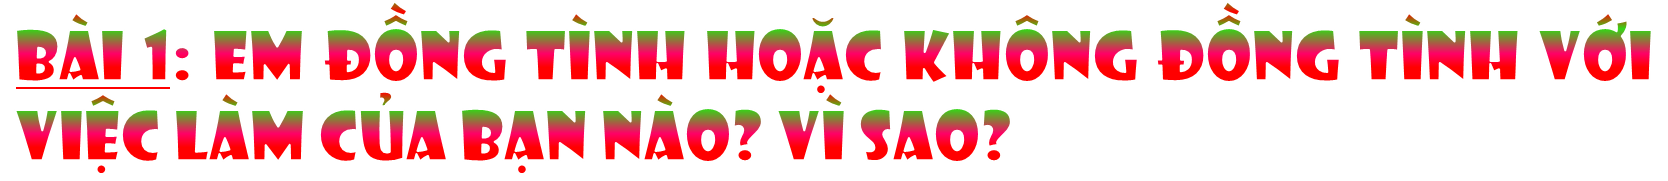 BÀI 1: EM ĐỒNG TÌNH HOẶC KHÔNG ĐỒNG TÌNH VỚI
VIỆC LÀM CỦA BẠN NÀO? VÌ SAO?